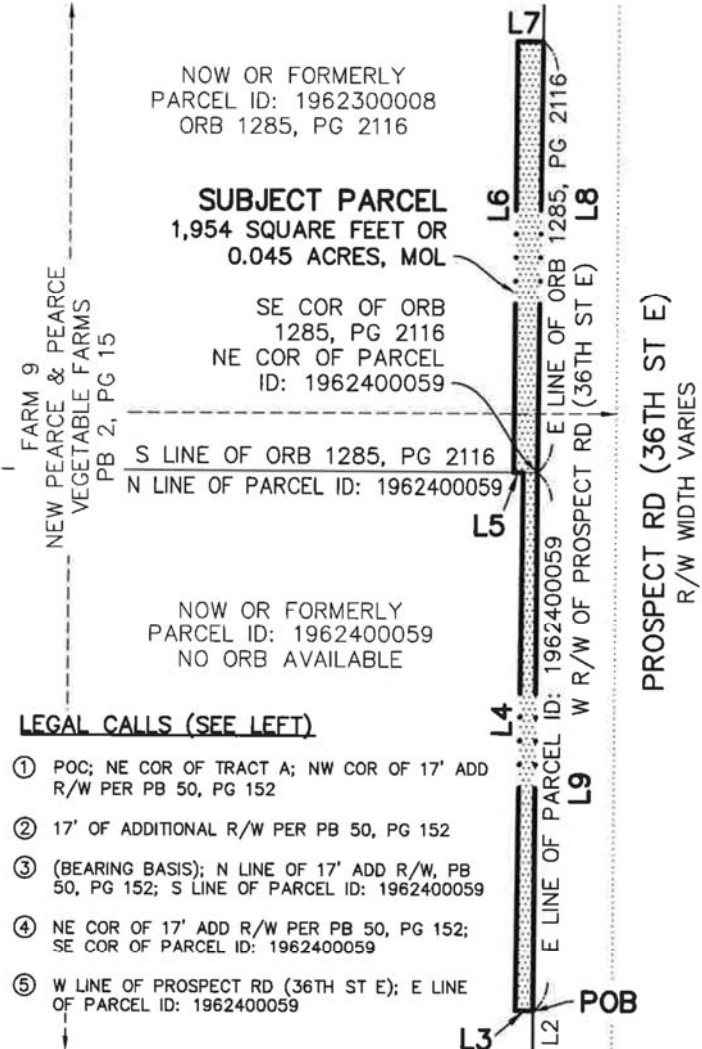 L7
NOW OR FORMERLY
PARCEL ID: 1962300008
ORB 1285, PG 2116
SUBJECT PARCEL
1,954 SQUARE FEET OR
0.045 ACRES, MOL
L6
L8
E LINE OF ORB 1285, PG 2116
SE COR OF ORB
1285, PG 2116
NE COR OF PARCEL
ID: 1962400059
FARM 9
NEW PEARCE & PEARCE
VEGETABLE FARMS
PB 2, PG 15
S LINE OF ORB 1285, PG 2116
N LINE OF PARCEL ID: 1962400059
L5
W R/W OF PROSPECT RD (36TH ST E)
PROSPECT RD (36TH ST E)
R/W WIDTH VARIES
NOW OR FORMERLY
PARCEL ID: 1962400059
NO ORB AVAILABLE
L4
L9
E LINE OF PARCEL ID: 1962400059
LEGAL CALLS (SEE LEFT)
① POC; NE COR OF TRACT A; NW COR OF 17' ADD
R/W PER PB 50, PG 152
② 17' OF ADDITIONAL R/W PER PB 50, PG 152
③ (BEARING BASIS); N LINE OF 17' ADD R/W, PB
50, PG 152; S LINE OF PARCEL ID: 1962400059
④ NE COR OF 17' ADD R/W PER PB 50, PG 152;
SE COR OF PARCEL ID: 1962400059
⑤ W LINE OF PROSPECT RD (36TH ST E); E LINE
OF PARCEL ID: 1962400059
POB
L3
L2